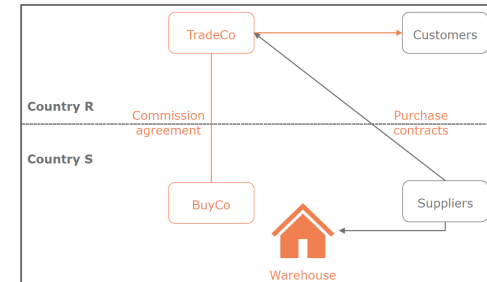 TradeCo
Customers
Country R
Commission
agreement
Purchase
contracts
Country S
BuyCo
Suppliers
Warehouse